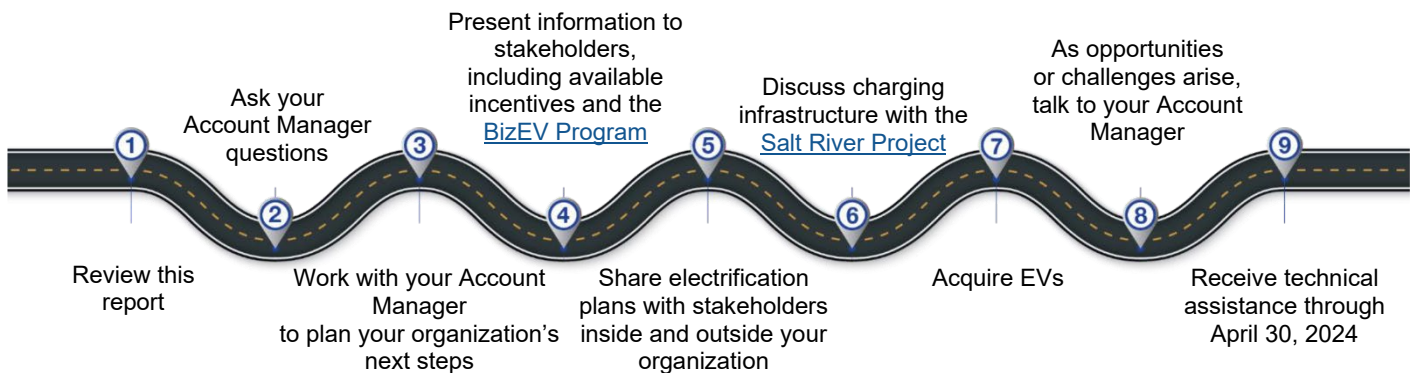 1
Review this
report
2
Ask your
Account Manager
questions
3
Work with your Account
Manager
to plan your organization’s
next steps
4
Present information to
stakeholders,
including available
incentives and the
BizEV Program
5
Share electrification
plans with stakeholders
inside and outside your
organization
6
Discuss charging
infrastructure with the
Salt River Project
7
Acquire EVs
8
As opportunities
or challenges arise,
talk to your Account
Manager
9
Receive technical
assistance through
April 30, 2024